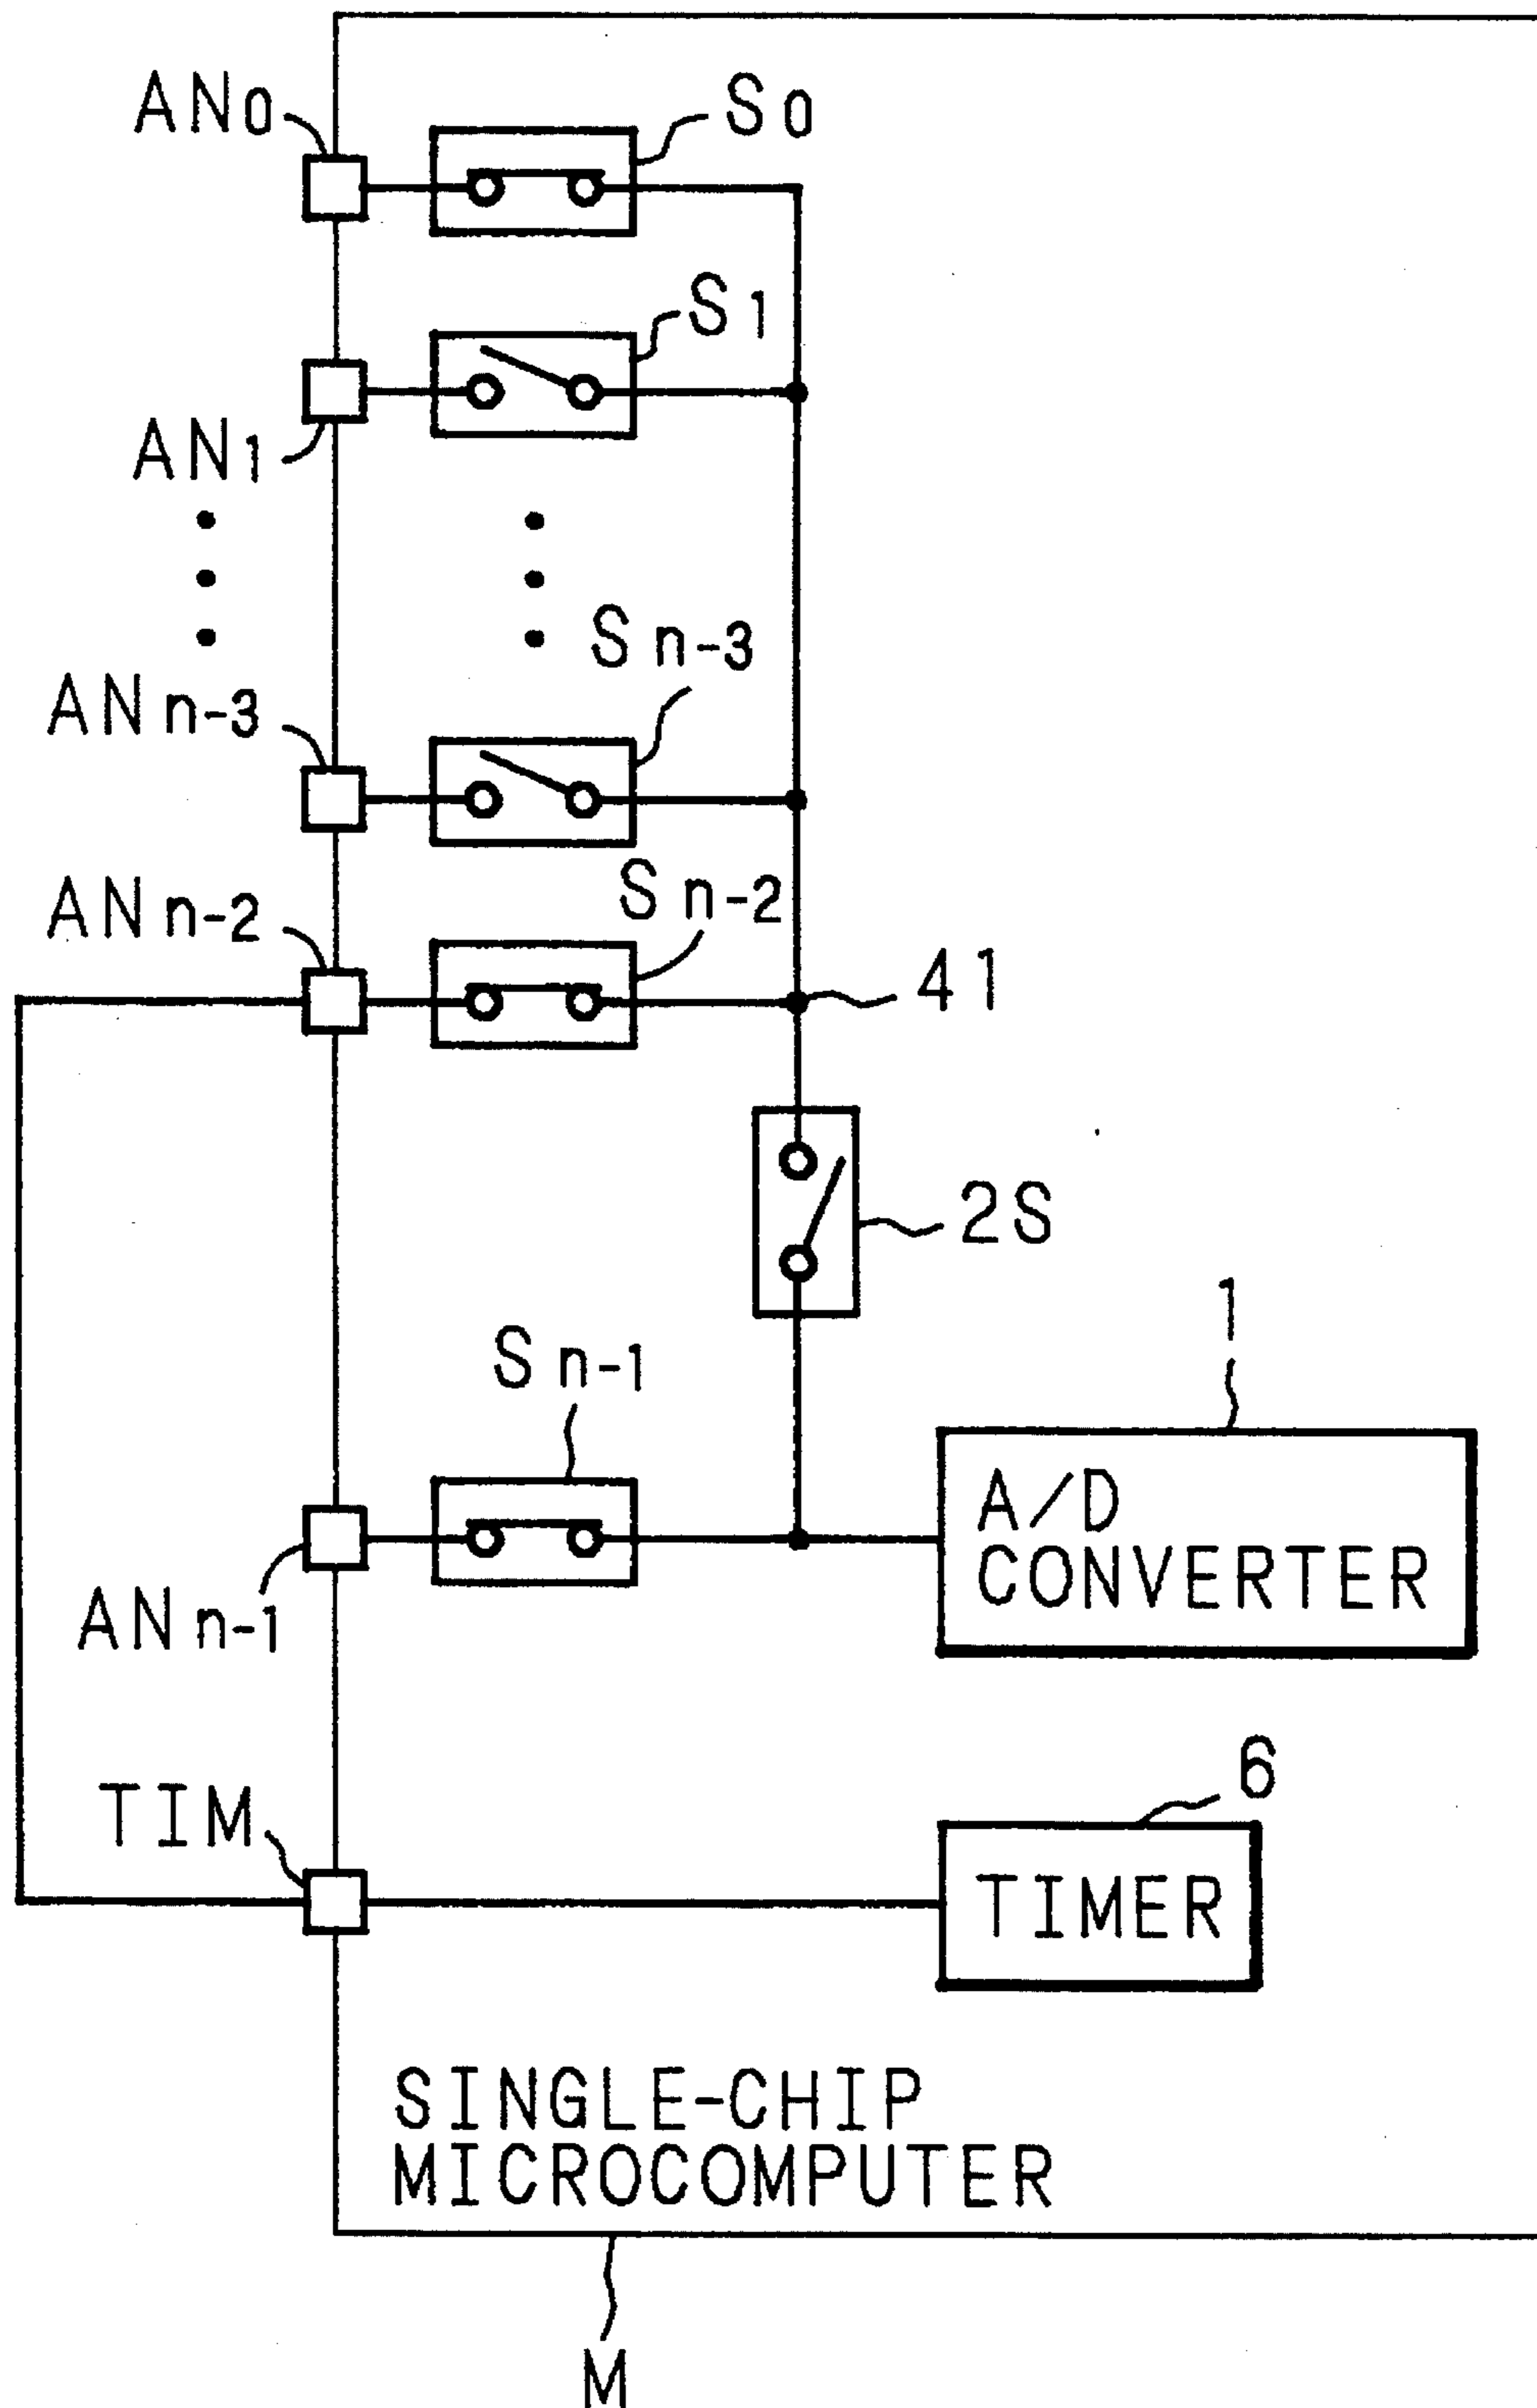 AN0
S0
S1
AN1
Sn-3
ANn-3
Sn-2
ANn-2
41
2S
1
Sn-1
A/D
CONVERTER
ANn-1
6
TIM
TIMER
SINGLE-CHIP
MICROCOMPUTER
M